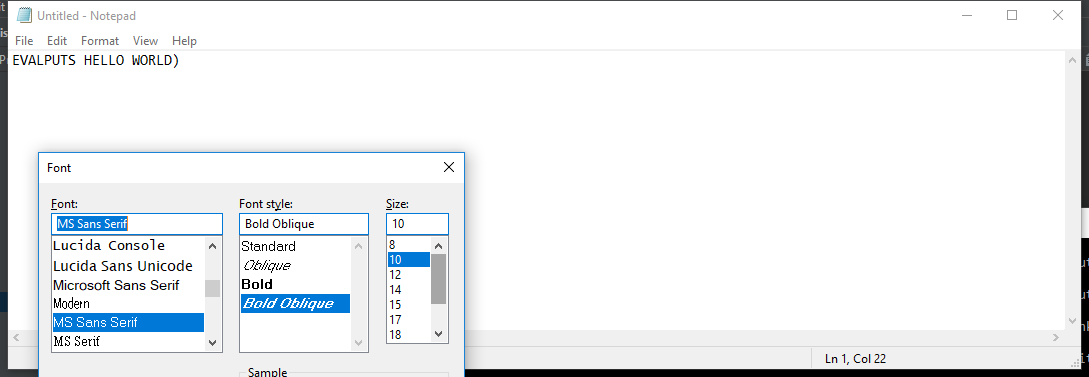 Untitled - Notepad
File Edit Format View Help
EVALPUTS HELLO WORLD)
Font
Font: Font style: Size:
MS Sans Serif Bold Oblique 10
Lucida Console Standard 8
Lucida Sans Unicode Oblique 10
Microsoft Sans Serif Bold 12
Modern Bold Oblique 14
MS Sans Serif 15
MS Serif 17
18
Sample
Ln 1, Col 22